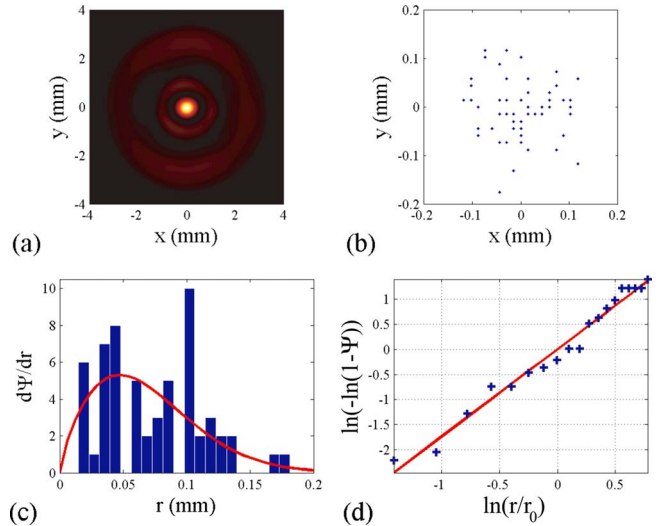 4
2
0
-2
-4
-4 -2 0 2 4
y (mm)
x (mm)
(a)
0.2
0.1
0
-0.1
-0.2
-0.2 -0.1 0 0.1 0.2
y (mm)
x (mm)
(b)
10
8
6
4
2
0
0 0.05 0.1 0.15 0.2
dΨ/dr
r (mm)
(c)
1
0.5
0
-0.5
-1
-1.5
-2
-1 -0.5 0 0.5
ln(-ln(1-Ψ))
ln(r/r0)
(d)